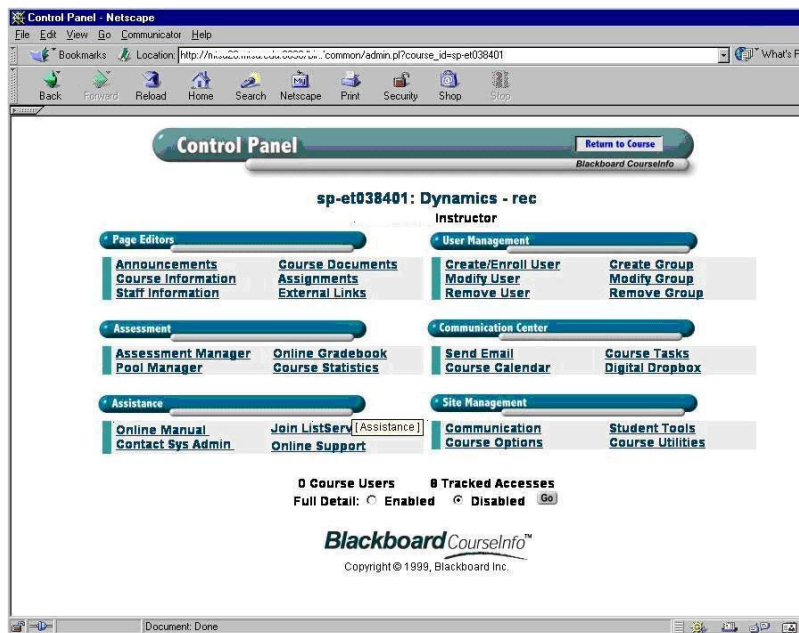 Control Panel - Netscape
File Edit View Go Communicator Help
Bookmarks Location: common/admin.pl?course_id=sp-et038401 What's F
Back Forward Reload Home Search Netscape Print Security Shop Stop
Control Panel Return to Course
Blackboard CourseInfo
sp-et038401: Dynamics - rec
Instructor
Page Editors
Announcements Course Documents
Course Information Assignments
Staff Information External Links
User Management
Create/Enroll User Create Group
Modify User Modify Group
Remove User Remove Group
Assessment
Assessment Manager Online Gradebook
Pool Manager Course Statistics
Communication Center
Send Email Course Tasks
Course Calendar Digital Dropbox
Assistance
Online Manual Join ListServ [Assistance]
Contact Sys Admin Online Support
Site Management
Communication Student Tools
Course Options Course Utilities
0 Course Users 8 Tracked Accesses
Full Detail: Enabled Disabled Go
Blackboard CourseInfo™
Copyright © 1999, Blackboard Inc.
Document: Done